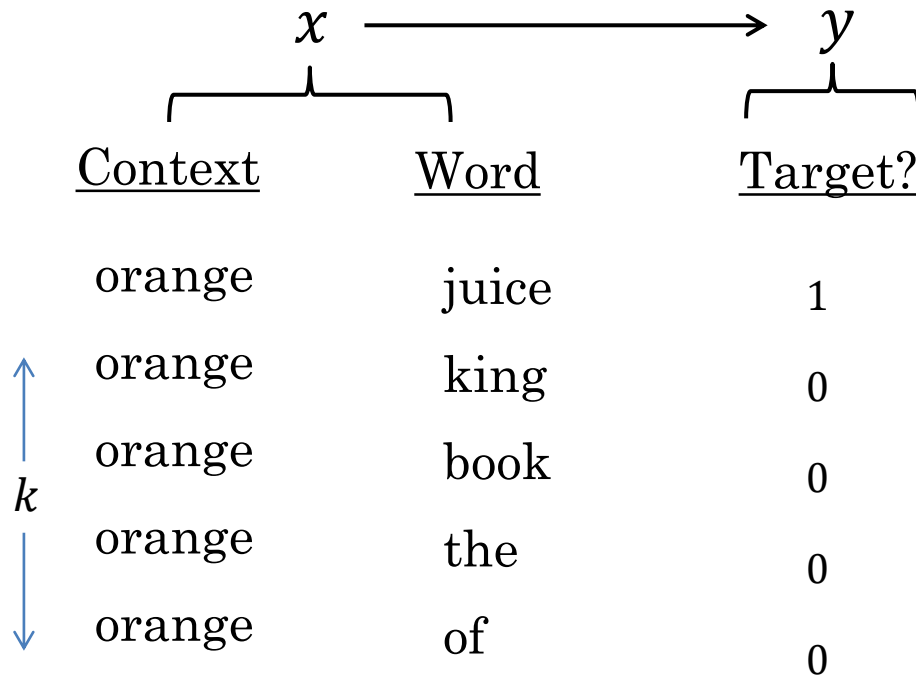 x y
Context Word Target?
orange juice 1
orange king 0
orange book 0
k
orange the 0
orange of 0